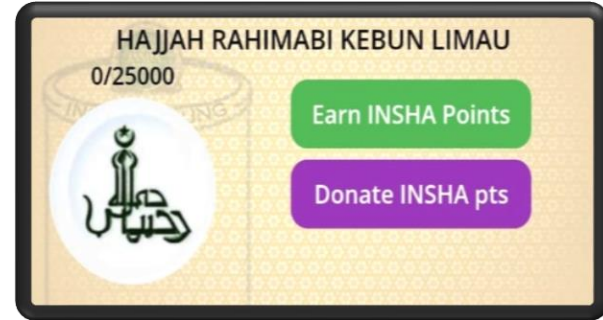 HAJJAH RAHIMABI KEBUN LIMAU
0/25000
Earn INSHA Points
Donate INSHA pts